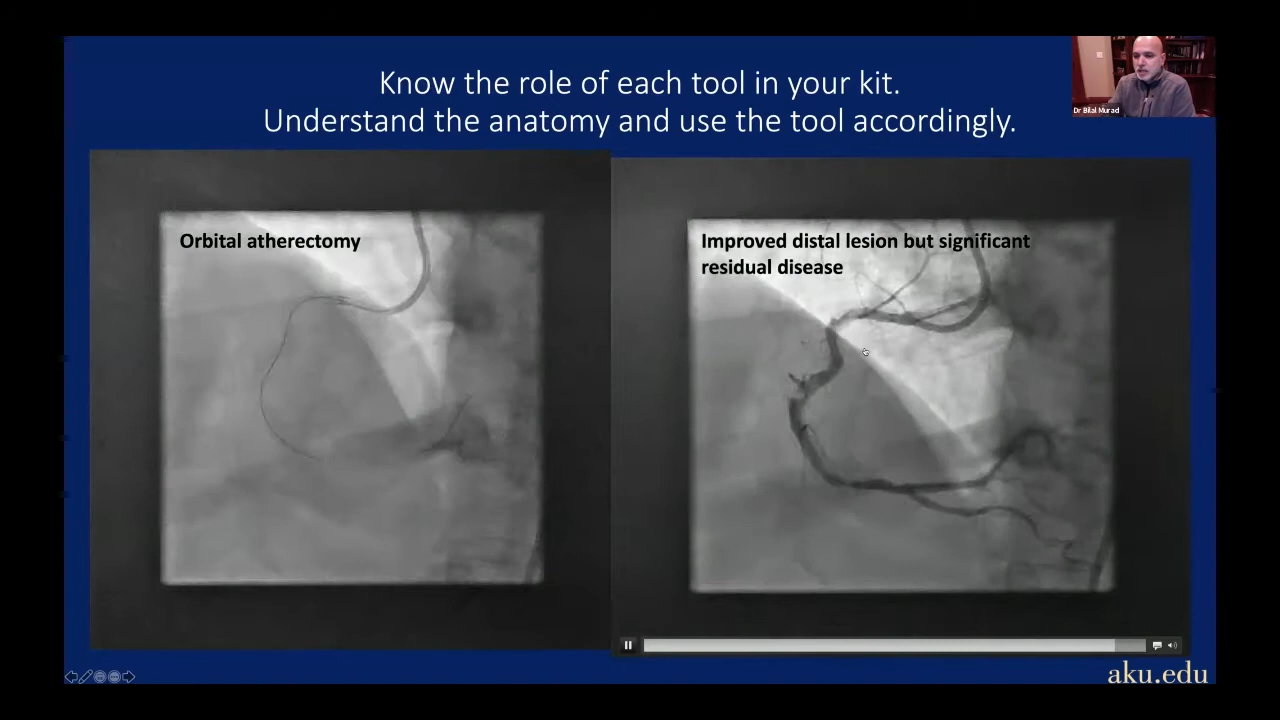 Know the role of each tool in your kit.
Understand the anatomy and use the tool accordingly.
Dr Bilal Murad
Orbital atherectomy
Improved distal lesion but significant
residual disease
aku.edu